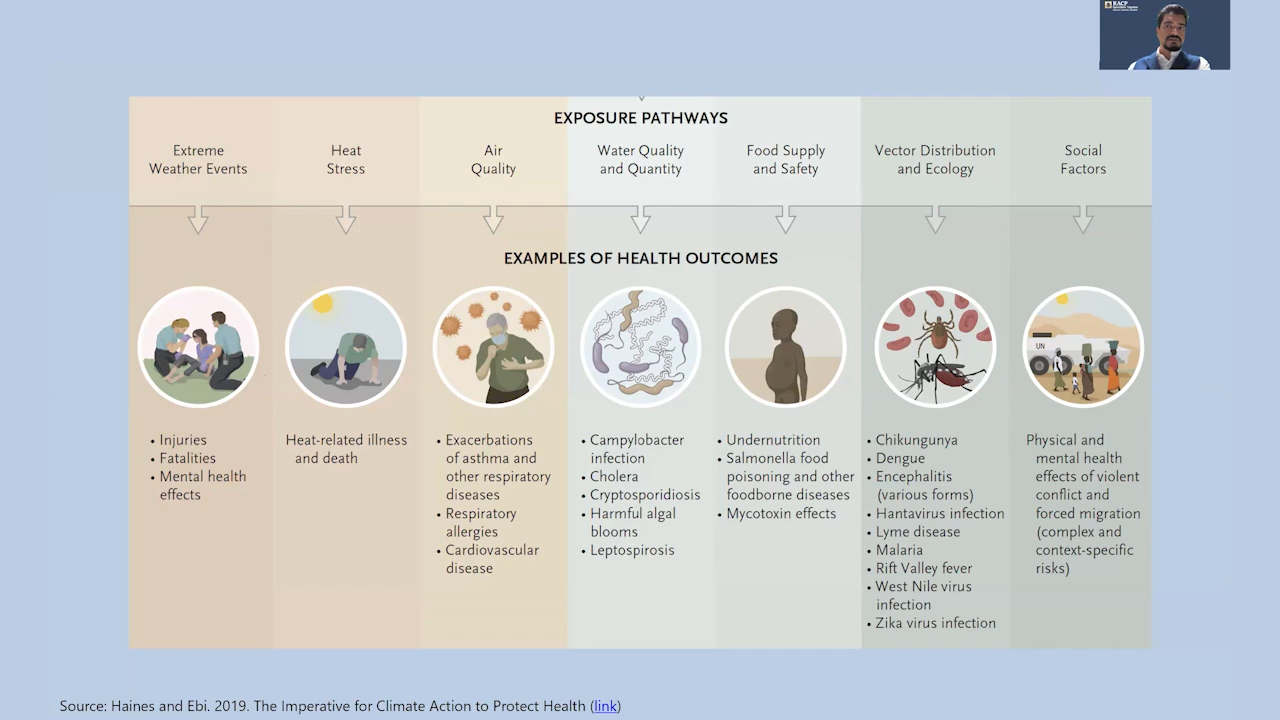 RACP
EXPOSURE PATHWAYS
Extreme
Weather Events
Heat
Stress
Air
Quality
Water Quality
and Quantity
Food Supply
and Safety
Vector Distribution
and Ecology
Social
Factors
EXAMPLES OF HEALTH OUTCOMES
UN
• Injuries
• Fatalities
• Mental health
effects
Heat-related illness
and death
• Exacerbations
of asthma and
other respiratory
diseases
• Respiratory
allergies
• Cardiovascular
disease
• Campylobacter
infection
• Cholera
• Cryptosporidiosis
• Harmful algal
blooms
• Leptospirosis
• Undernutrition
• Salmonella food
poisoning and other
foodborne diseases
• Mycotoxin effects
• Chikungunya
• Dengue
• Encephalitis
(various forms)
• Hantavirus infection
• Lyme disease
• Malaria
• Rift Valley fever
• West Nile virus
infection
• Zika virus infection
Physical and
mental health
effects of violent
conflict and
forced migration
(complex and
context-specific
risks)
Source: Haines and Ebi. 2019. The Imperative for Climate Action to Protect Health (link)